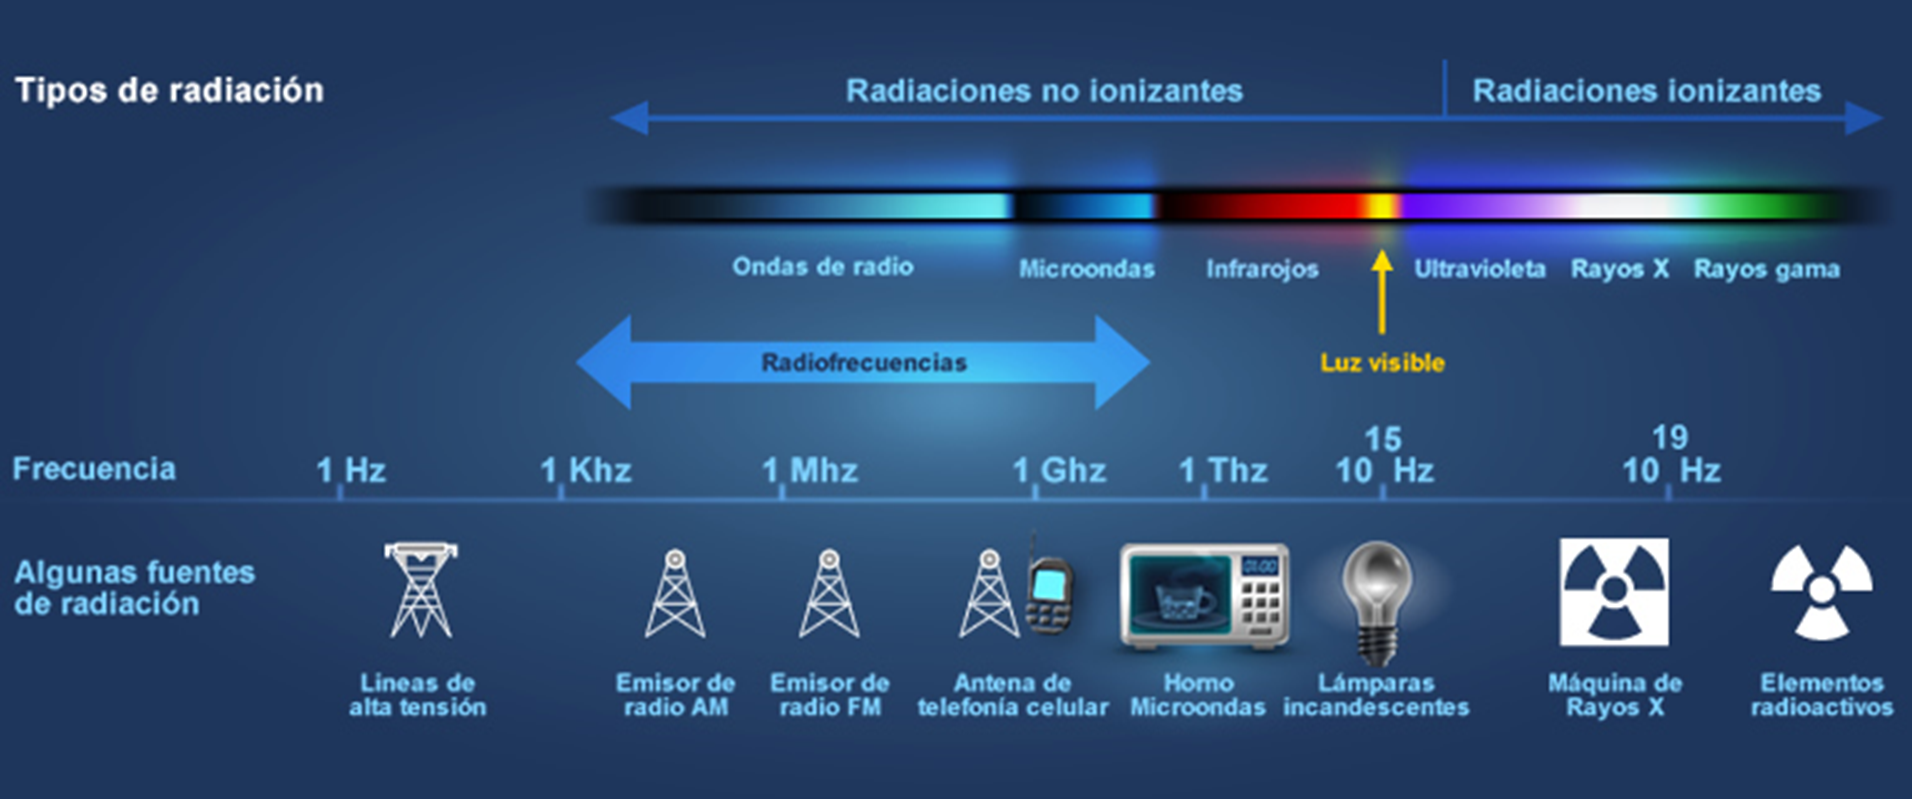 Tipos de radiación
Radiaciones no ionizantes
Radiaciones ionizantes
Ondas de radio
Microondas
Infrarojos
Ultravioleta
Rayos X
Rayos gama
Radiofrecuencias
Luz visible
Frecuencia
1 Hz
1 Khz
1 Mhz
1 Ghz
1 Thz
10 15 Hz
10 19 Hz
Algunas fuentes
de radiación
01:00
Lineas de
alta tensión
Emisor de
radio AM
Emisor de
radio FM
Antena de
telefonía celular
Horno
Microondas
Lámparas
incandescentes
Máquina de
Rayos X
Elementos
radioactivos